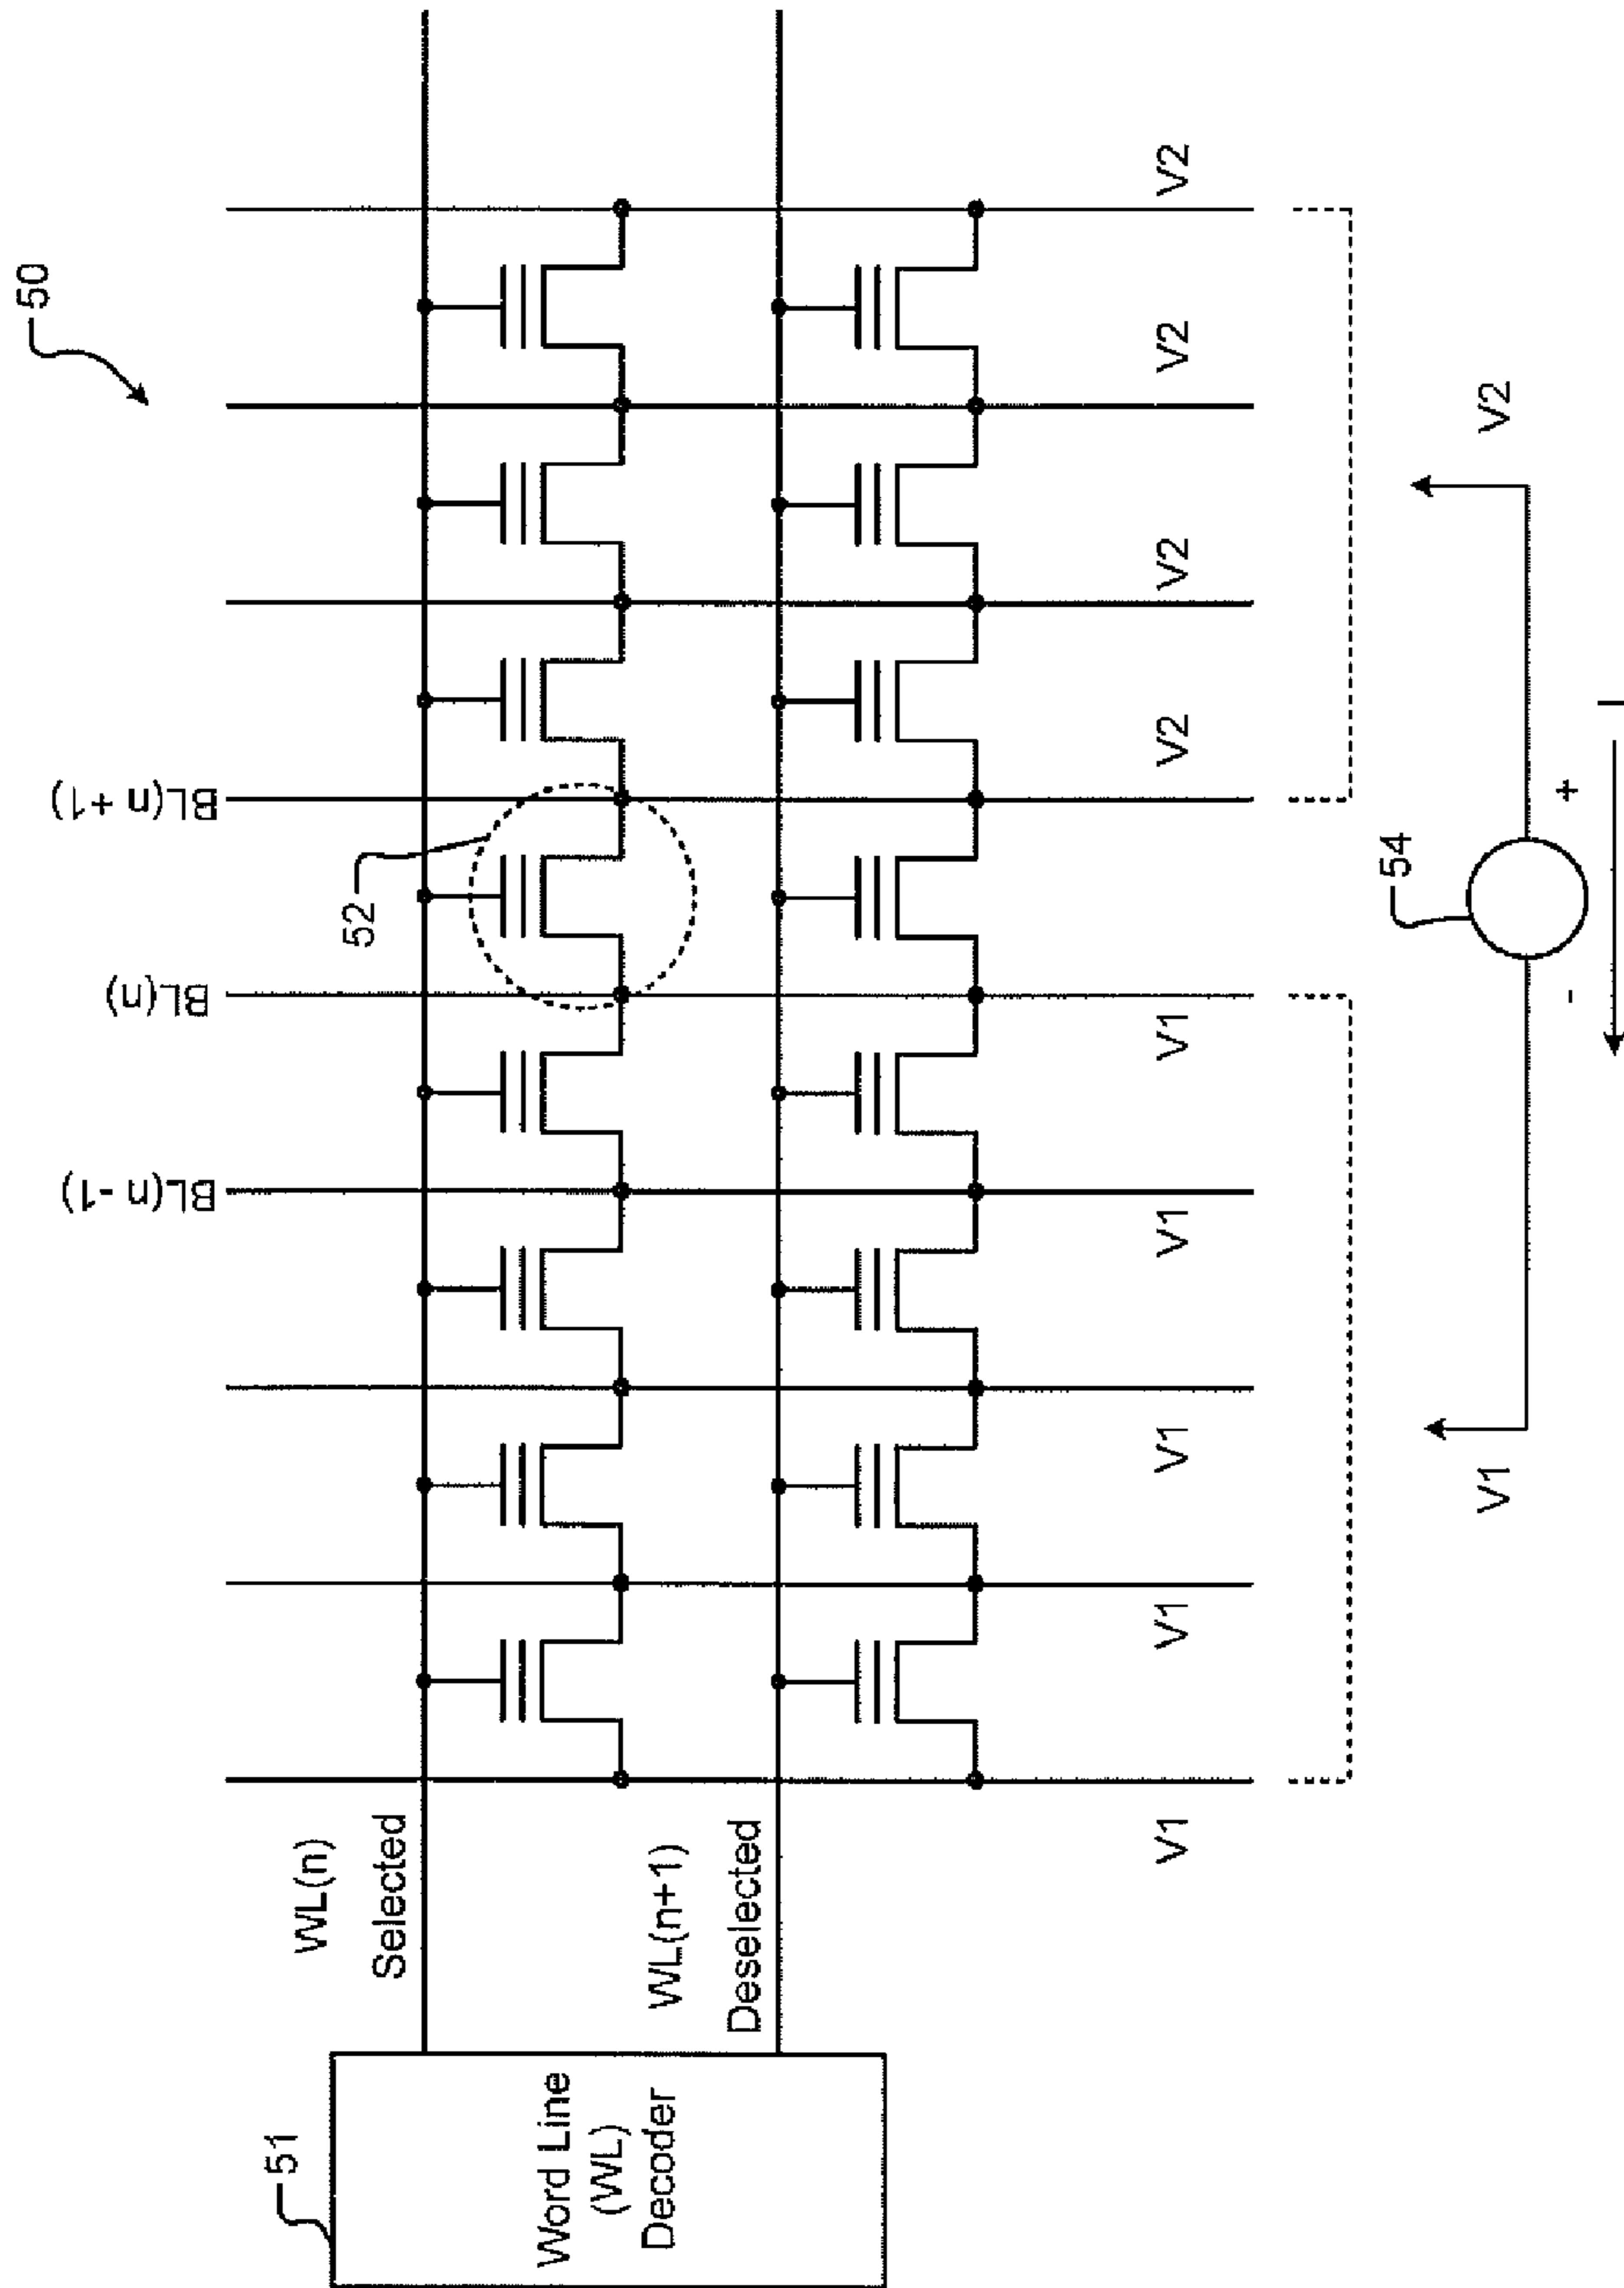 50
BL(n -1)
BL(n)
BL(n +1)
52
51
WL(n)
Selected
Word Line
(WL)
Decoder
WL(n+1)
Deselected
V1
V1
V1
V1
V1
V2
V2
V2
V2
54
V1
V2
-
+
I